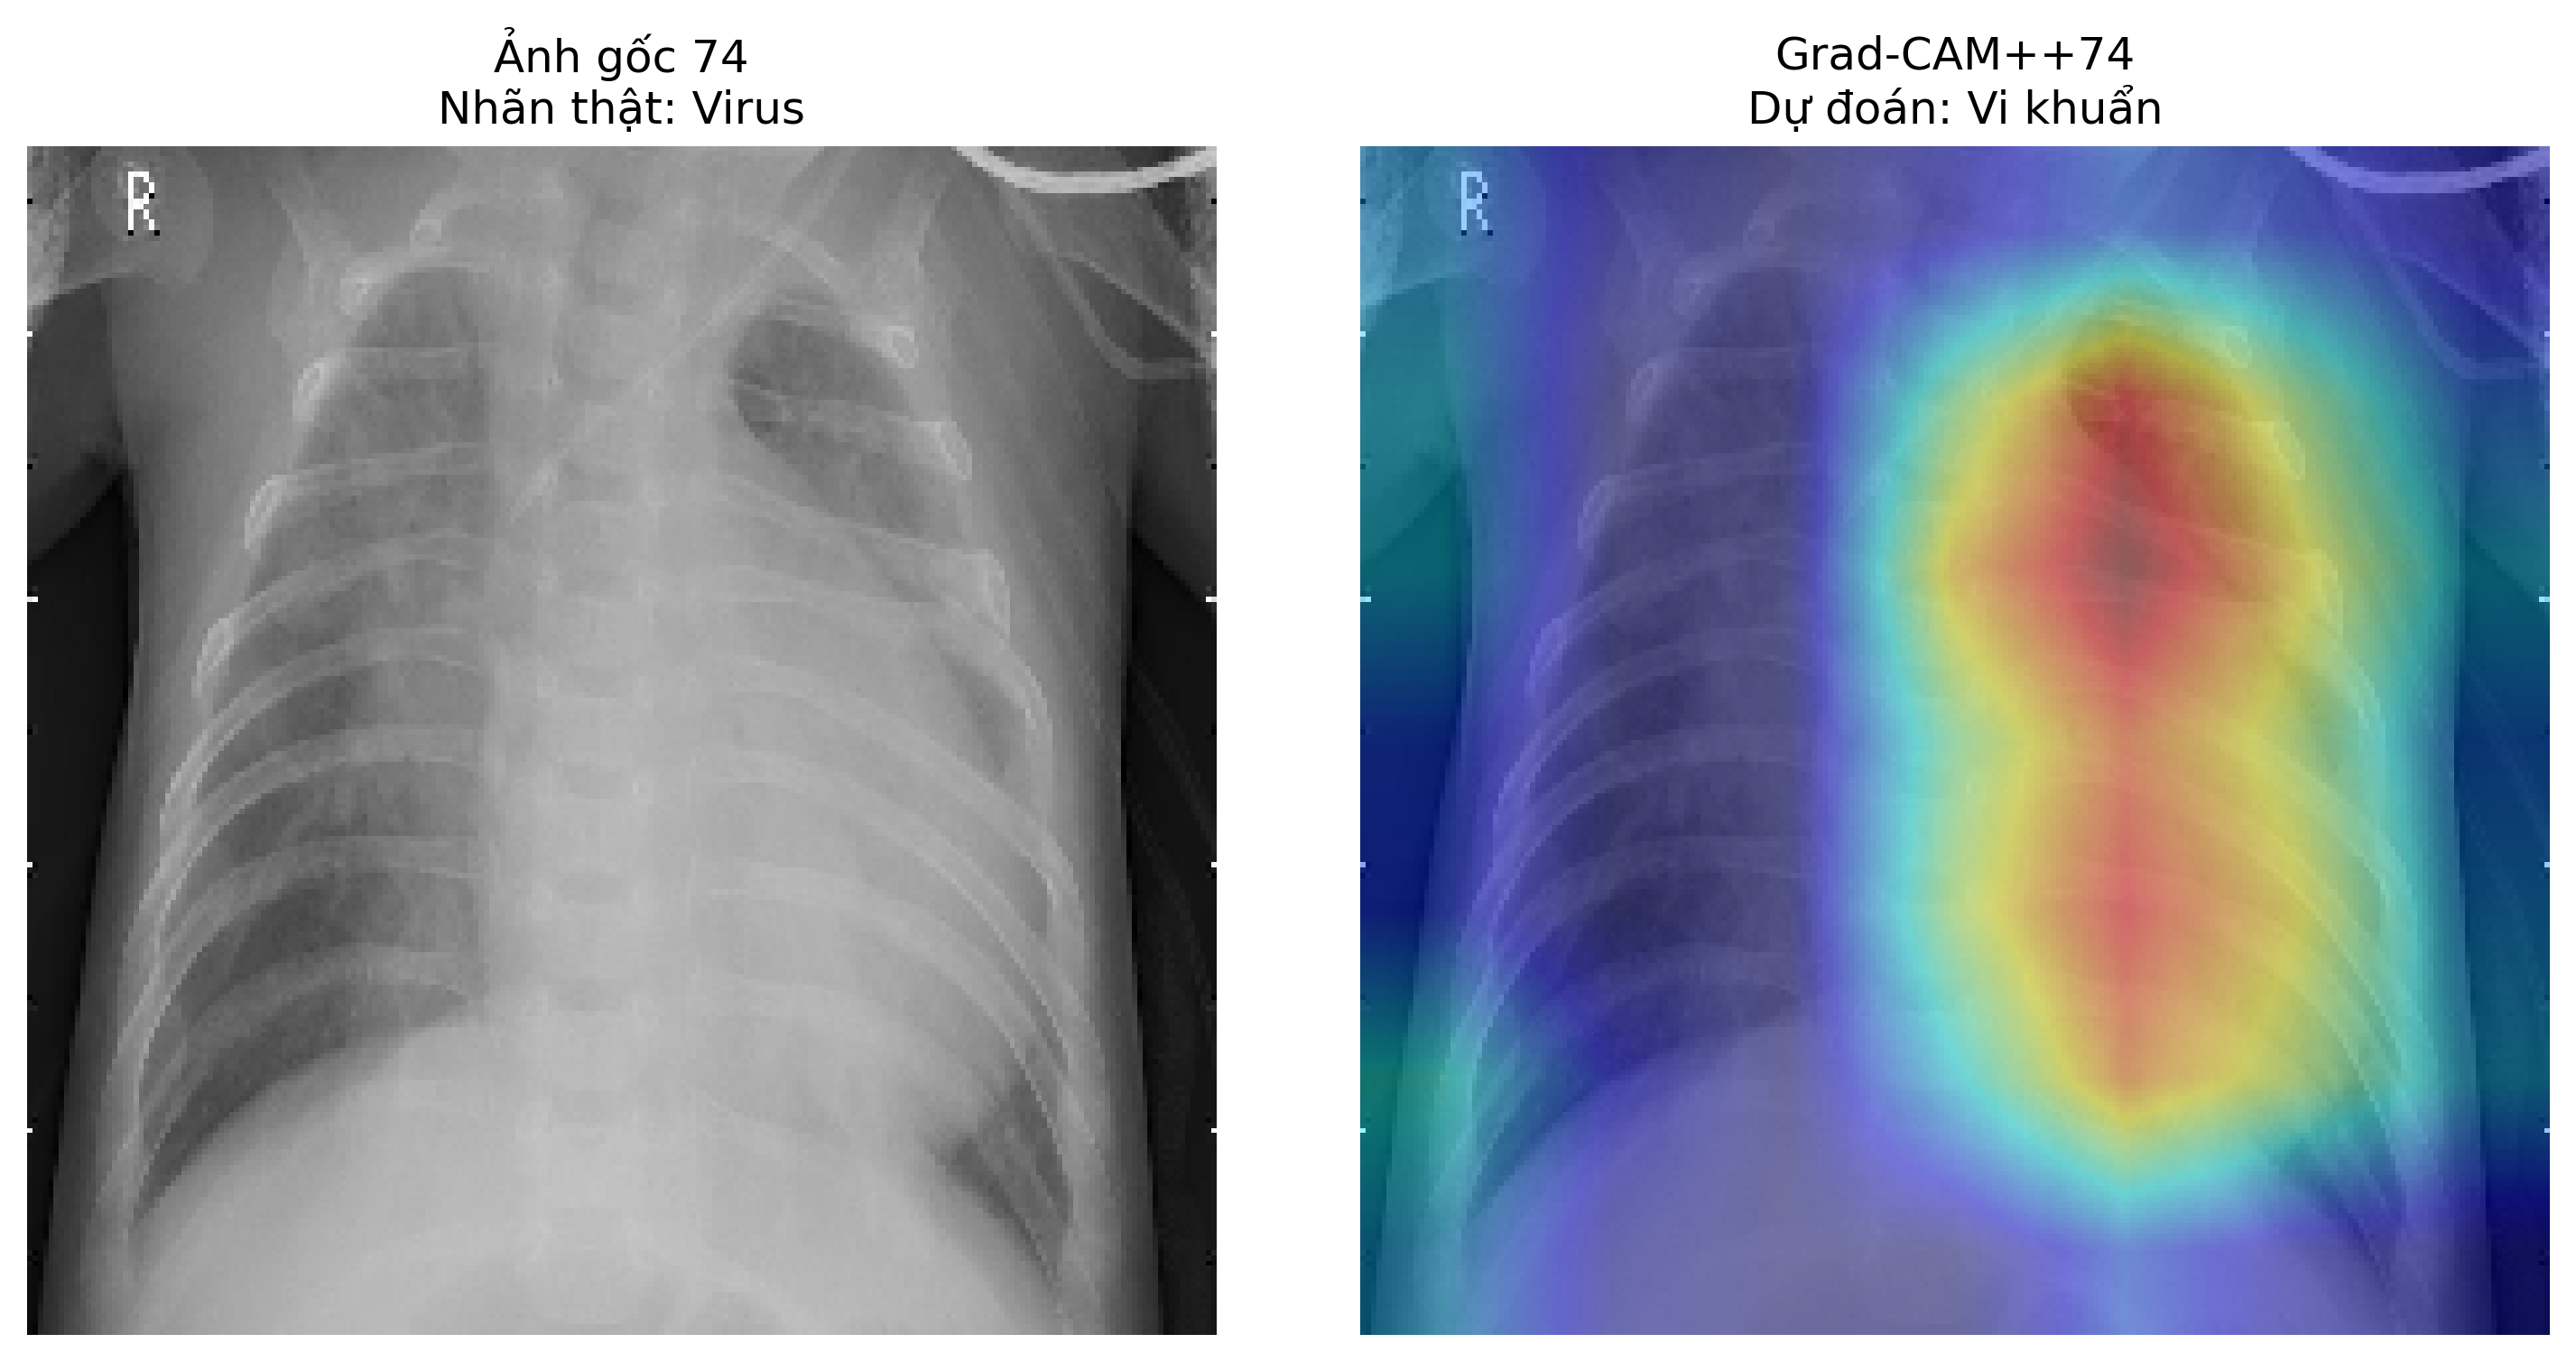 Ảnh gốc 74
Nhãn thật: Virus
R
Grad-CAM++74
Dự đoán: Vi khuẩn
R